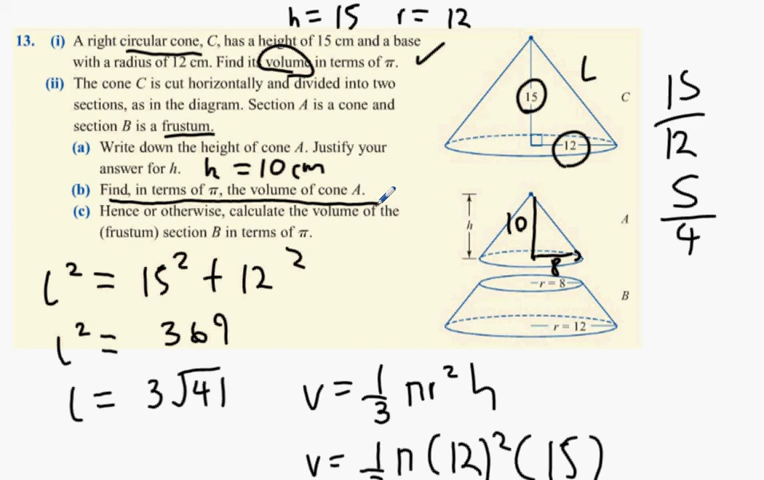 h = 15 r = 12
13. (i) A right circular cone, C, has a height of 15 cm and a base
with a radius of 12 cm. Find its volume in terms of π.
(ii) The cone C is cut horizontally and divided into two
sections, as in the diagram. Section A is a cone and
section B is a frustum.
(a) Write down the height of cone A. Justify your
answer for h. h = 10 cm
(b) Find, in terms of π, the volume of cone A.
(c) Hence or otherwise, calculate the volume of the
(frustum) section B in terms of π.
L
15
12
C
h
10
8
A
r = 8
B
r = 12
15
12
5
4
l² = 15² + 12²
l² = 369
l = 3√41
v = 1/3 πr²h
v = 1/3 π(12)²(15)